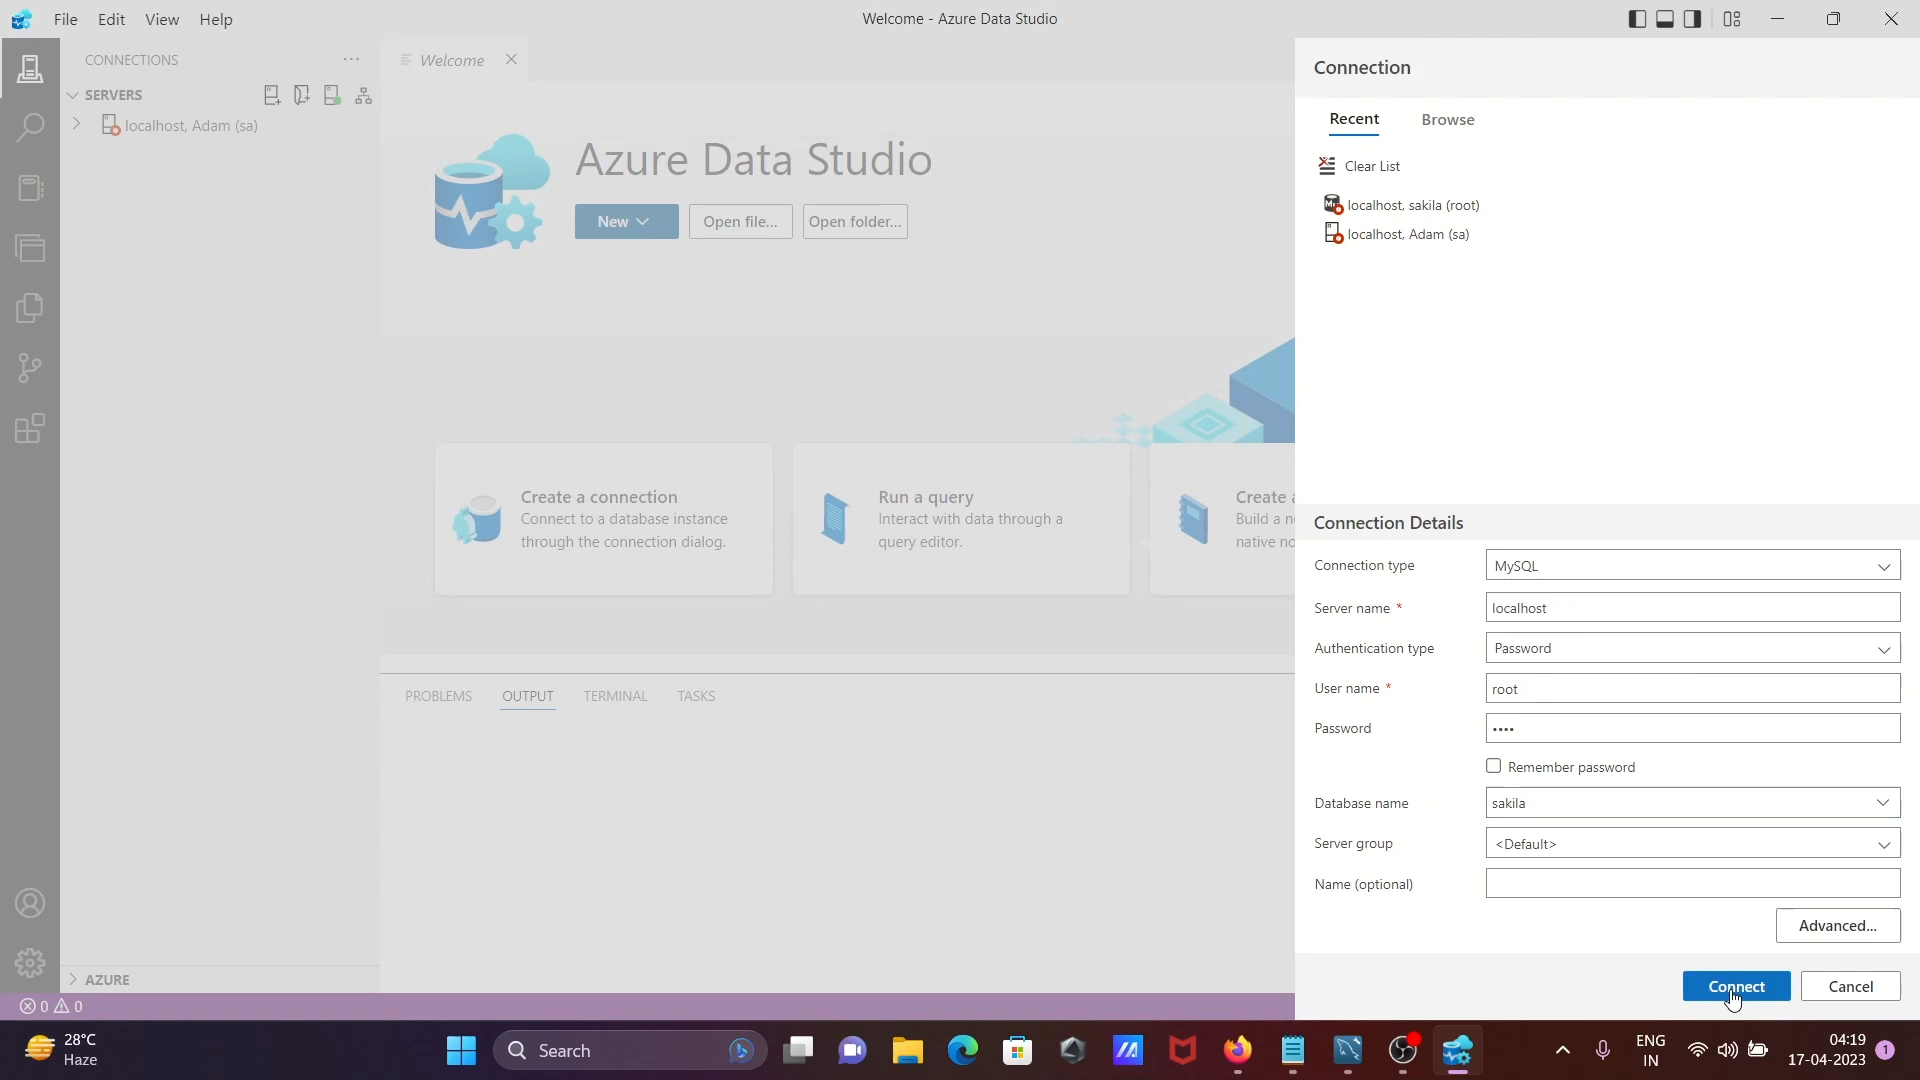 File Edit View Help
Welcome - Azure Data Studio
CONNECTIONS
SERVERS
localhost, Adam (sa)
AZURE
Welcome
Azure Data Studio
New
Open file...
Open folder...
Create a connection
Connect to a database instance
through the connection dialog.
Run a query
Interact with data through a
query editor.
Create a
Build a n
native no
PROBLEMS OUTPUT TERMINAL TASKS
Connection
Recent Browse
Clear List
localhost, sakila (root)
localhost, Adam (sa)
Connection Details
Connection type MySQL
Server name * localhost
Authentication type Password
User name * root
Password ••••
Remember password
Database name sakila
Server group <Default>
Name (optional)
Advanced...
Connect Cancel
0 0
28°C
Haze
Search
ENG
IN
04:19
17-04-2023
1